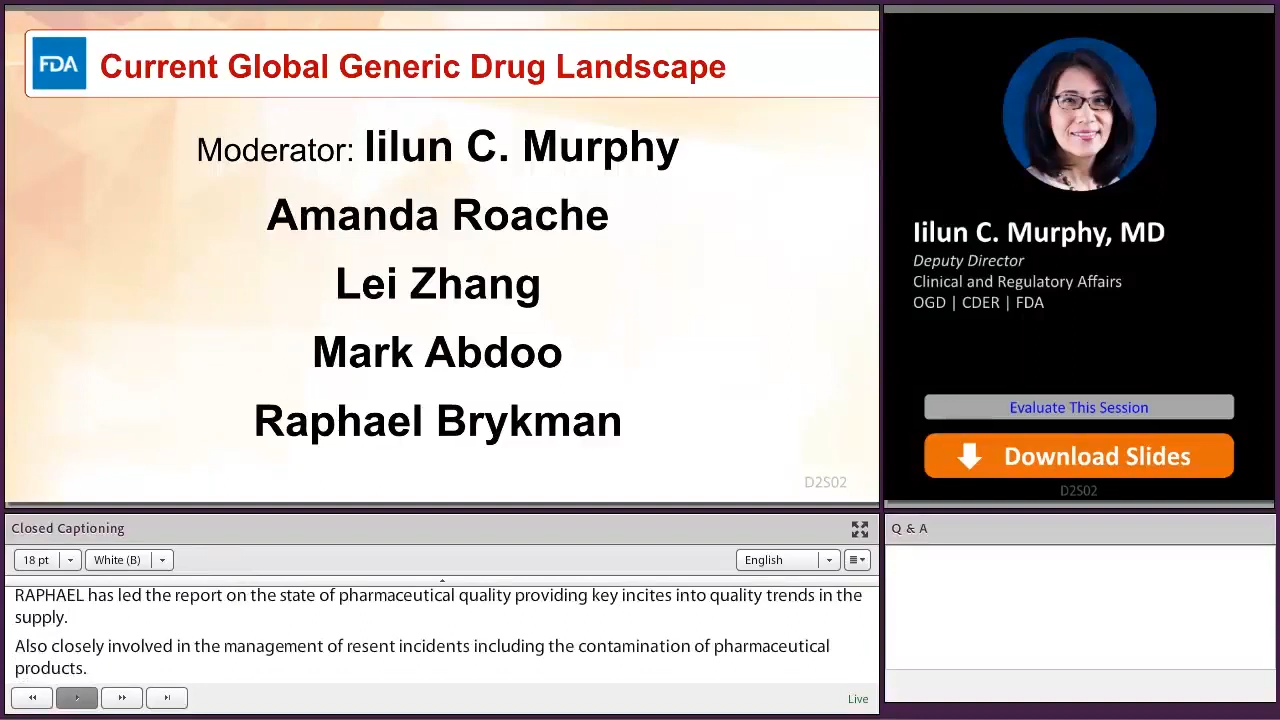 FDA
Current Global Generic Drug Landscape
Moderator: Iilun C. Murphy
Amanda Roache
Lei Zhang
Mark Abdoo
Raphael Brykman
D2S02
Iilun C. Murphy, MD
Deputy Director
Clinical and Regulatory Affairs
OGD | CDER | FDA
Evaluate This Session
Download Slides
D2S02
Closed Captioning
18 pt
White (B)
English
RAPHAEL has led the report on the state of pharmaceutical quality providing key incites into quality trends in the
supply.
Also closely involved in the management of resent incidents including the contamination of pharmaceutical
products.
Live
Q & A